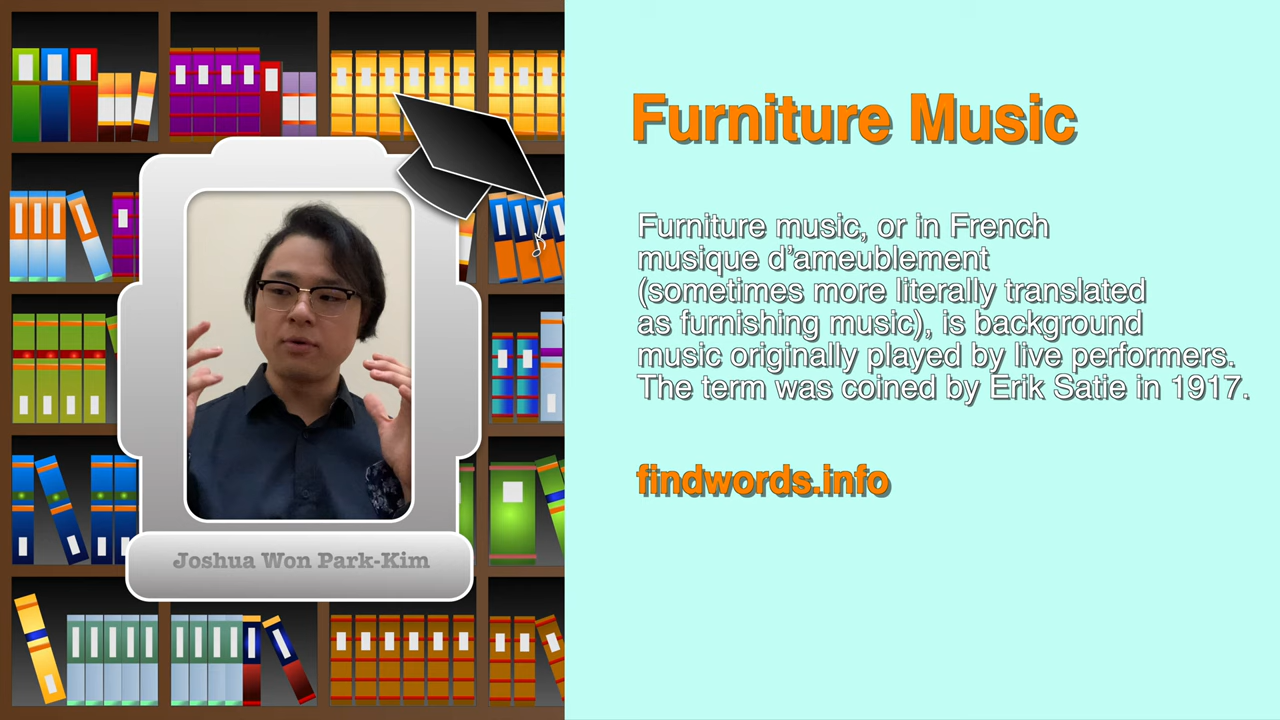 Furniture Music
Furniture music, or in French
musique d’ameublement
(sometimes more literally translated
as furnishing music), is background
music originally played by live performers.
The term was coined by Erik Satie in 1917.
findwords.info
Joshua Won Park-Kim